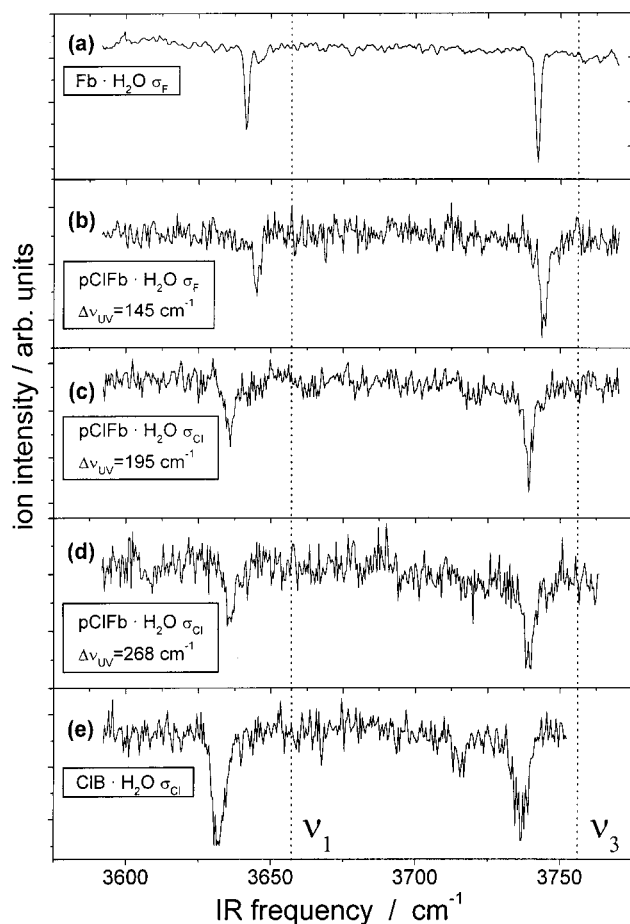 (a)
Fb · H₂O σF
(b)
pClFb · H₂O σF
Δνᵤᵥ=145 cm⁻¹
(c)
pClFb · H₂O σCl
Δνᵤᵥ=195 cm⁻¹
(d)
pClFb · H₂O σCl
Δνᵤᵥ=268 cm⁻¹
(e)
ClB · H₂O σCl
ν₁
ν₃
ion intensity / arb. units
3600
3650
3700
3750
IR frequency / cm⁻¹